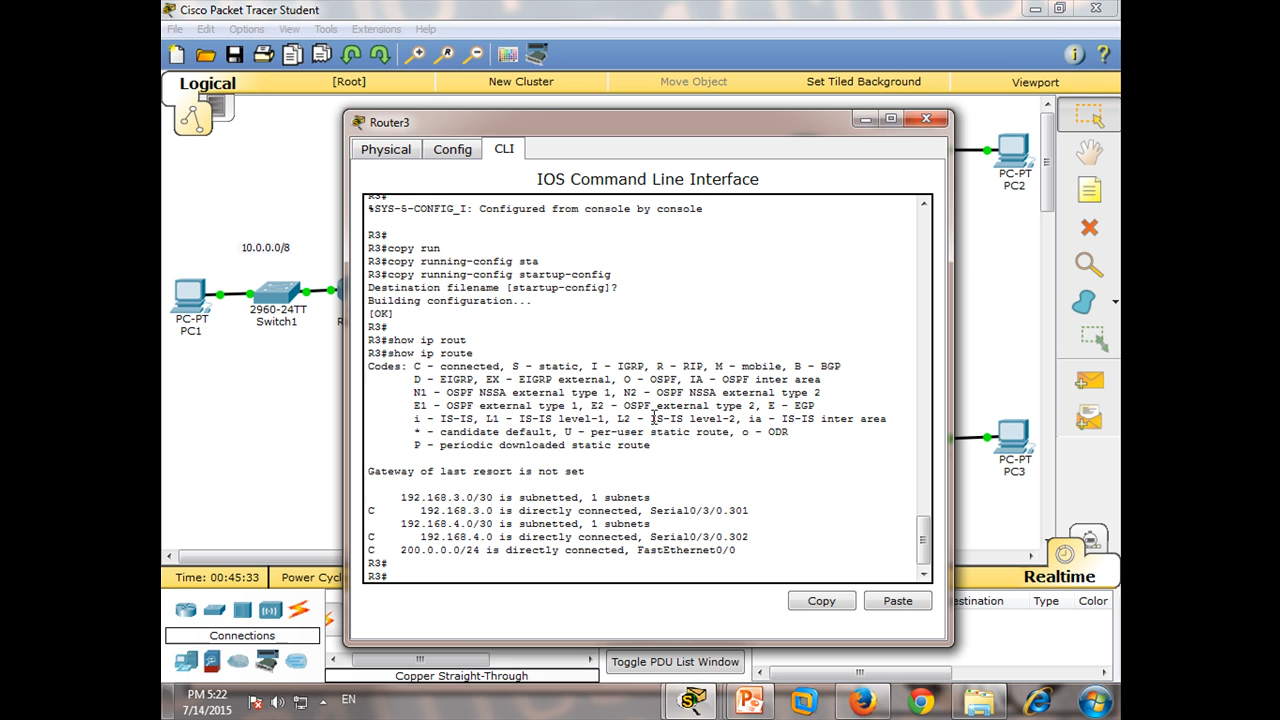 Cisco Packet Tracer Student
File Edit Options View Tools Extensions Help
Logical
[Root]
New Cluster
Move Object
Set Tiled Background
Viewport
Router3
Physical Config CLI
IOS Command Line Interface
R3#
%SYS-5-CONFIG_I: Configured from console by console
R3#
R3#copy run
R3#copy running-config sta
R3#copy running-config startup-config
Destination filename [startup-config]?
Building configuration...
[OK]
R3#
R3#show ip rout
R3#show ip route
Codes: C - connected, S - static, I - IGRP, R - RIP, M - mobile, B - BGP
D - EIGRP, EX - EIGRP external, O - OSPF, IA - OSPF inter area
N1 - OSPF NSSA external type 1, N2 - OSPF NSSA external type 2
E1 - OSPF external type 1, E2 - OSPF external type 2, E - EGP
i - IS-IS, L1 - IS-IS level-1, L2 - IS-IS level-2, ia - IS-IS inter area
* - candidate default, U - per-user static route, o - ODR
P - periodic downloaded static route
Gateway of last resort is not set
192.168.3.0/30 is subnetted, 1 subnets
C 192.168.3.0 is directly connected, Serial0/3/0.301
192.168.4.0/30 is subnetted, 1 subnets
C 192.168.4.0 is directly connected, Serial0/3/0.302
C 200.0.0.0/24 is directly connected, FastEthernet0/0
R3#
R3#
Copy
Paste
10.0.0.0/8
PC-PT
PC1
2960-24TT
Switch1
R
PC-PT
PC2
PC-PT
PC3
Time: 00:45:33
Power Cycl
Realtime
Connections
Copper Straight-Through
Toggle PDU List Window
estination Type Color
PM 5:22
7/14/2015
EN